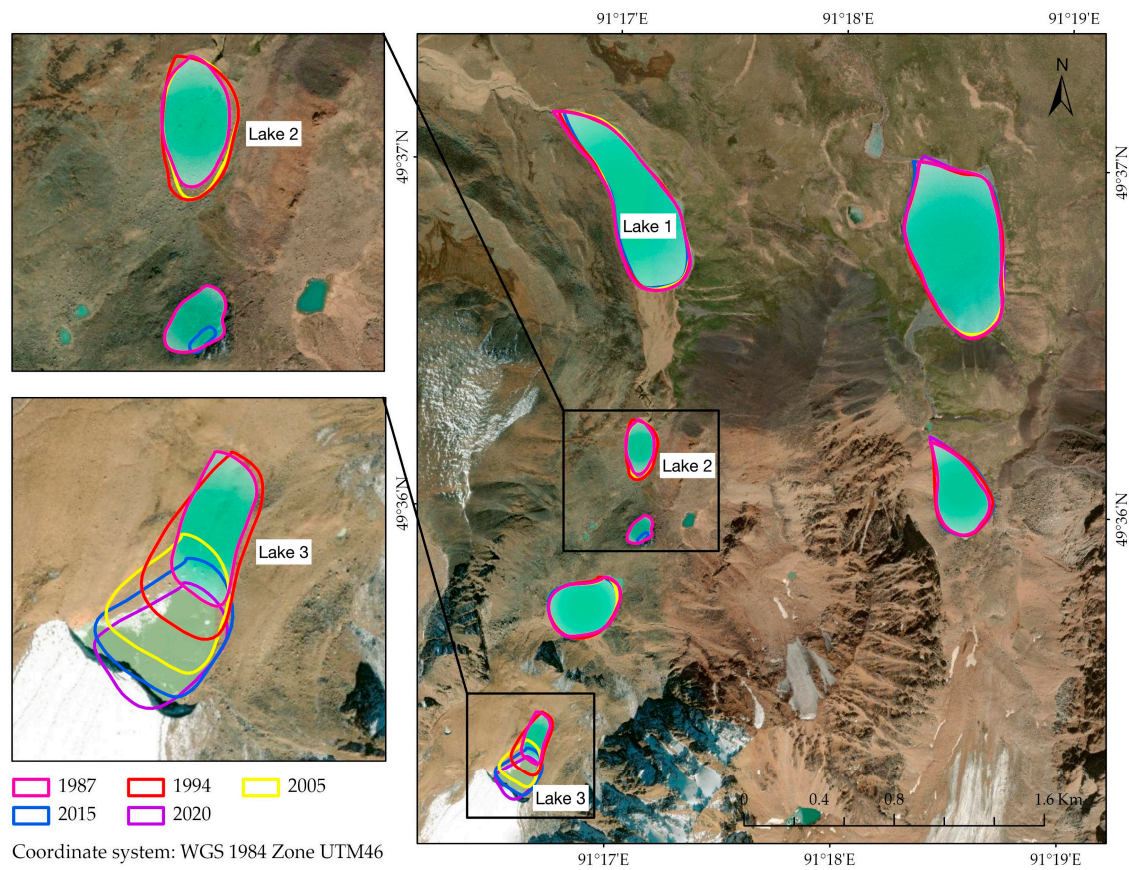 91°17'E 91°18'E 91°19'E
N
49°37'N 49°37'N
49°36'N 49°36'N
Lake 2
Lake 3
Lake 1
Lake 2
Lake 3
0 0.4 0.8 1.6 Km
91°17'E 91°18'E 91°19'E
1987 1994 2005
2015 2020
Coordinate system: WGS 1984 Zone UTM46